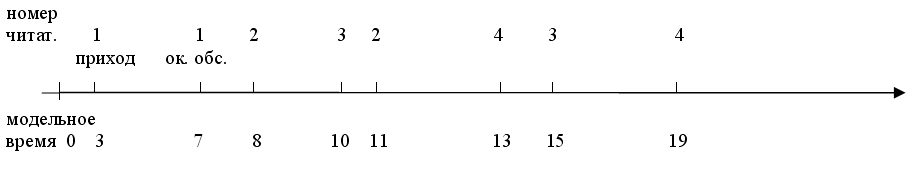 номер
читат. 1 1 2 3 2 4 3 4
приход ок. обс.
модельное
время 0 3 7 8 10 11 13 15 19